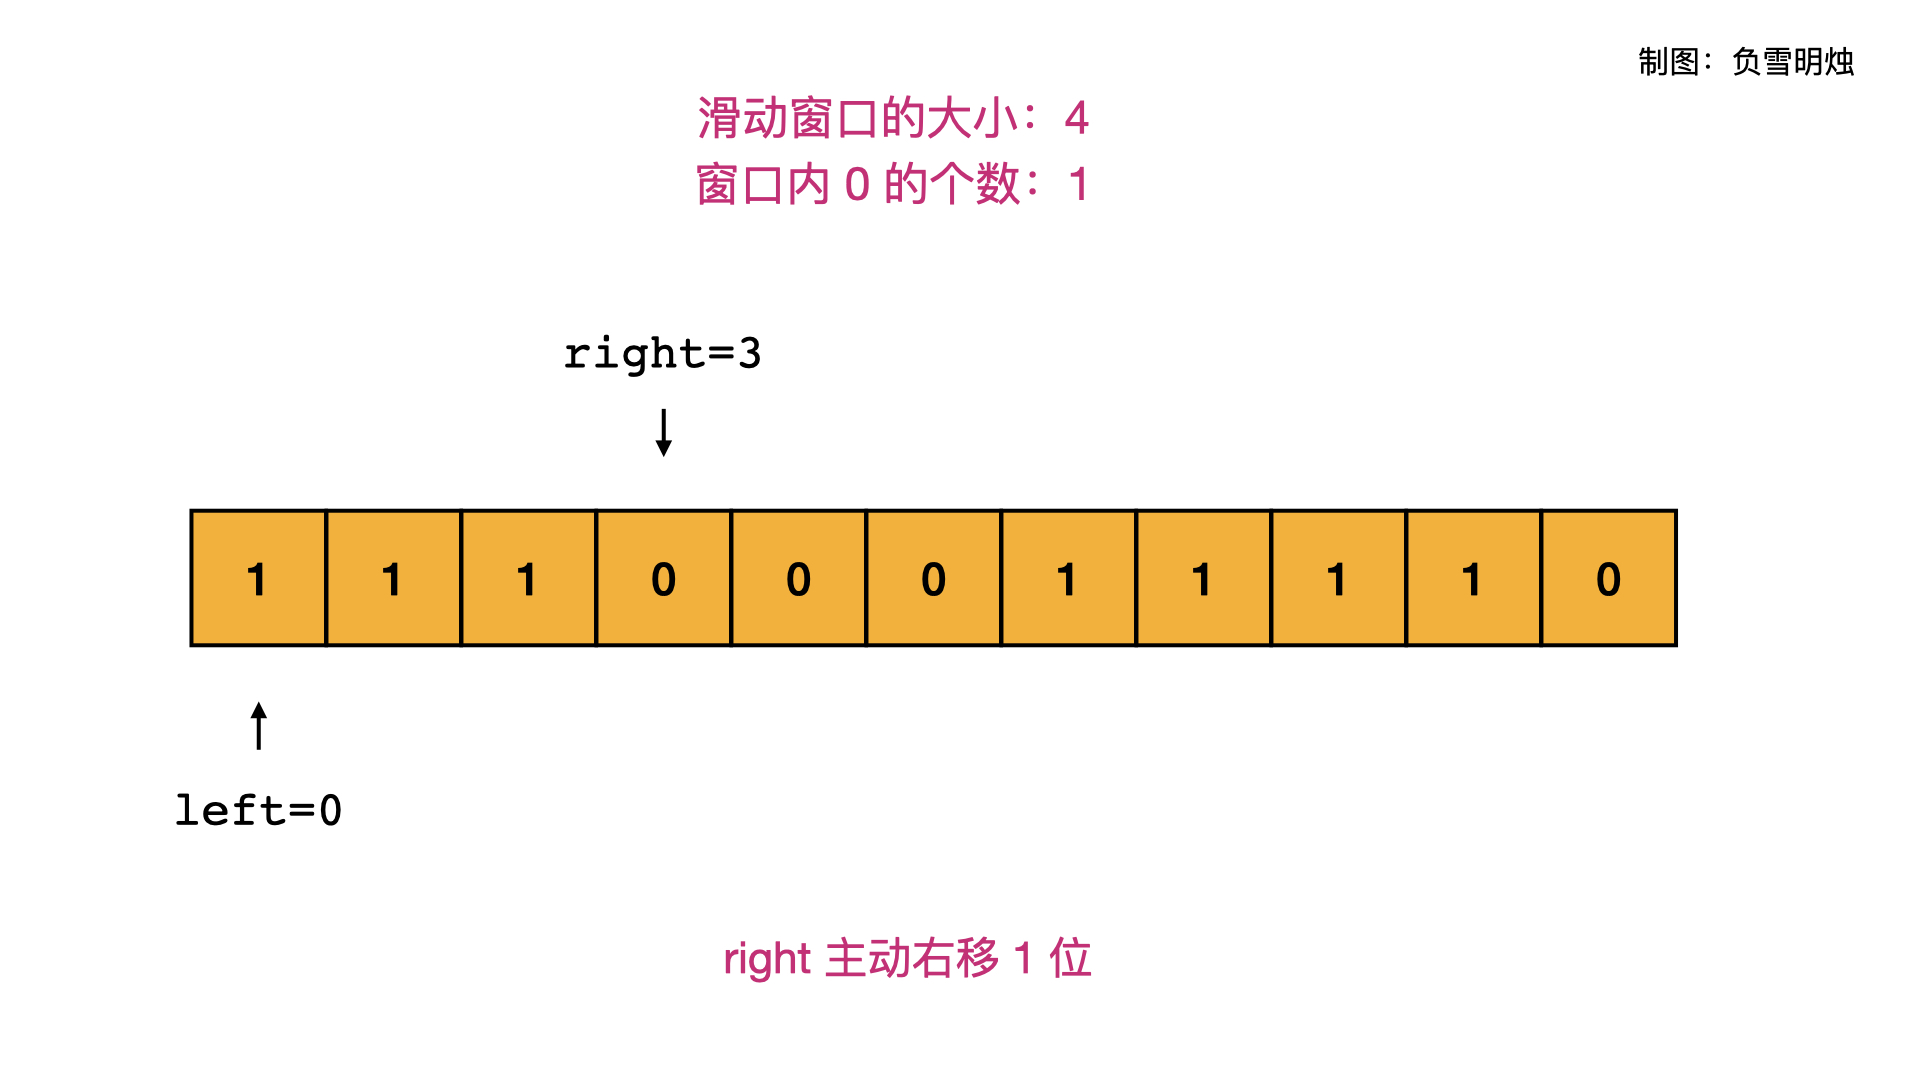 制图：负雪明烛
滑动窗口的大小：4
窗口内 0 的个数：1
right=3
1 1 1 0 0 0 1 1 1 1 0
left=0
right 主动右移 1 位